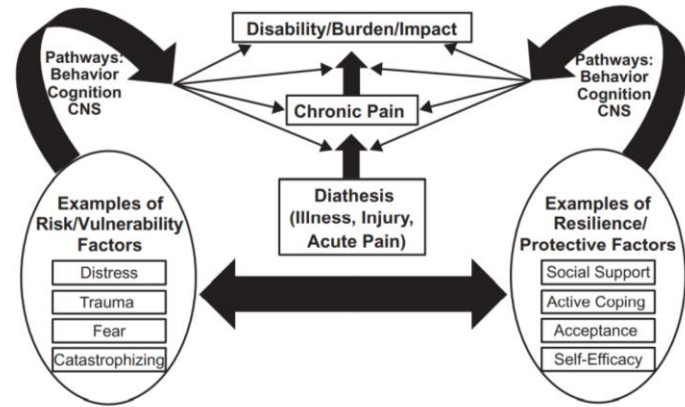 Disability/Burden/Impact
Pathways:
Behavior
Cognition
CNS
Pathways:
Behavior
Cognition
CNS
Chronic Pain
Diathesis
(Illness, Injury,
Acute Pain)
Examples of
Risk/Vulnerability
Factors
Distress
Trauma
Fear
Catastrophizing
Examples of
Resilience/
Protective Factors
Social Support
Active Coping
Acceptance
Self-Efficacy